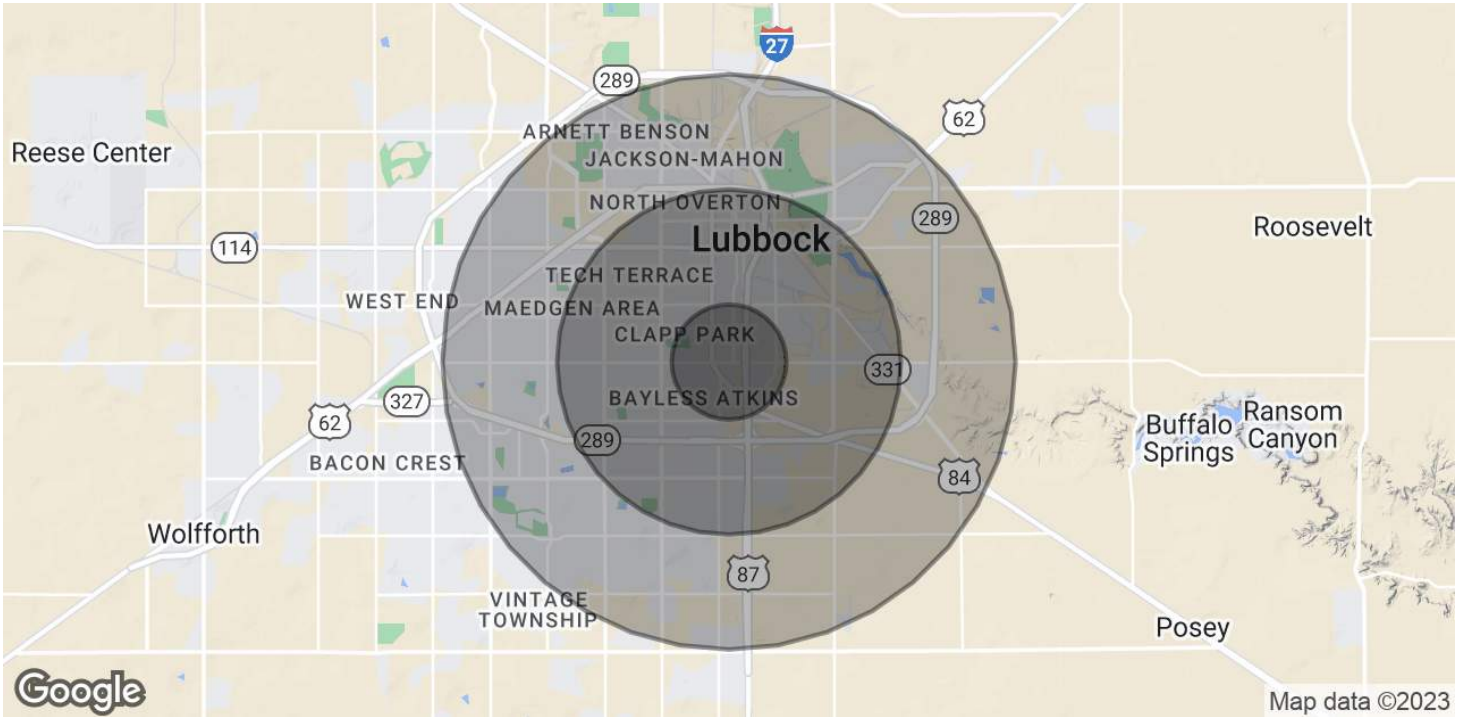 27
289
62
ARNETT BENSON
Reese Center
JACKSON-MAHON
NORTH OVERTON
289
Roosevelt
114
Lubbock
TECH TERRACE
WEST END
MAEDGEN AREA
CLAPP PARK
331
327
BAYLESS ATKINS
62
289
Buffalo
Springs
Ransom
Canyon
BACON CREST
84
Wolfforth
87
VINTAGE
TOWNSHIP
Posey
Google
Map data ©2023